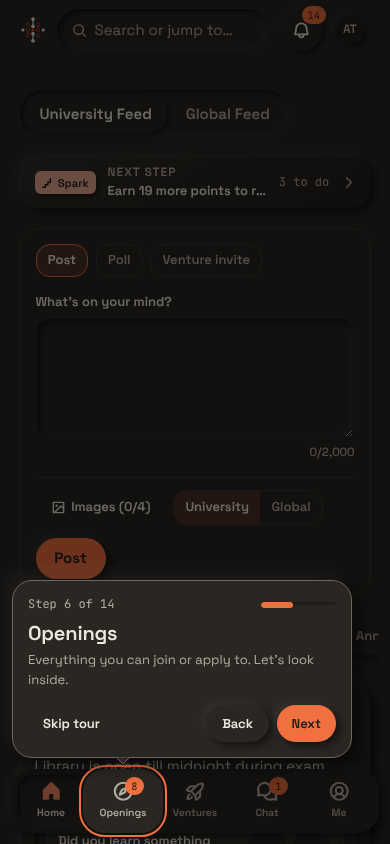 Search or jump to...
14
AT
University Feed
Global Feed
Spark
NEXT STEP
Earn 19 more points to r...
3 to do
Post
Poll
Venture invite
What's on your mind?
0/2,000
Images (0/4)
University
Global
Post
Step 6 of 14
Openings
Everything you can join or apply to. Let's look
inside.
Skip tour
Back
Next
Ann
Library is open till midnight during exam
8
1
Home
Openings
Ventures
Chat
Me
Did you learn something